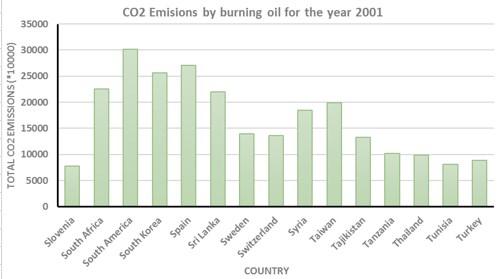 CO2 Emisions by burning oil for the year 2001
TOTAL CO2 EMISSIONS (*10000)
35000
30000
25000
20000
15000
10000
5000
0
Slovenia
South Africa
South America
South Korea
Spain
Sri Lanka
Sweden
Switzerland
Syria
Taiwan
Tajikistan
Tanzania
Thailand
Tunisia
Turkey
COUNTRY